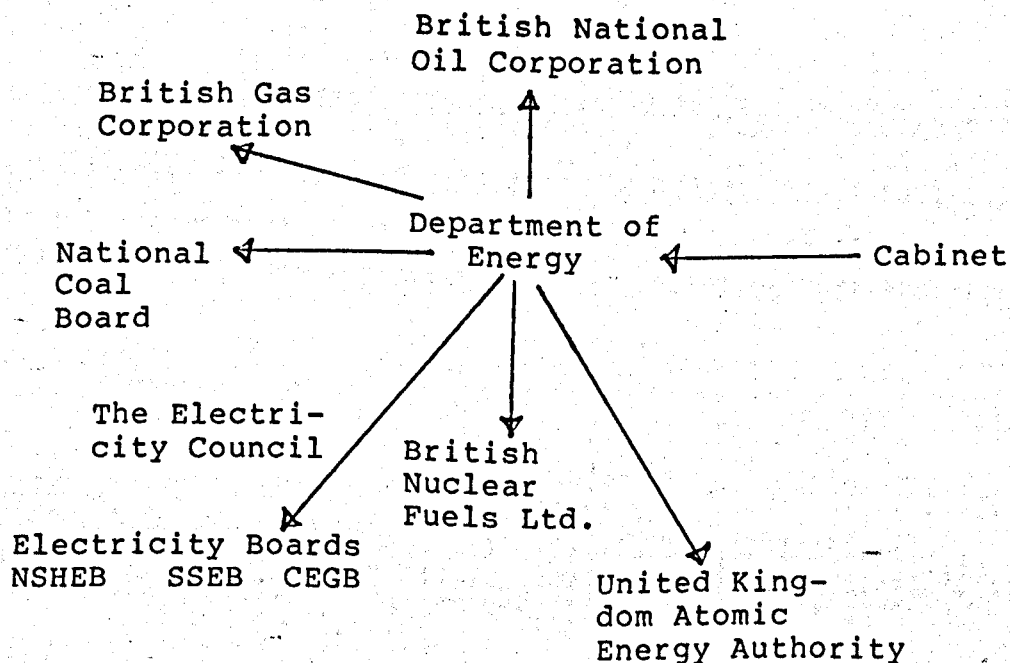 British National
Oil Corporation
British Gas
Corporation
Department of
Energy
Cabinet
National
Coal
Board
The Electri-
city Council
British
Nuclear
Fuels Ltd.
Electricity Boards
NSHEB SSEB CEGB
United King-
dom Atomic
Energy Authority